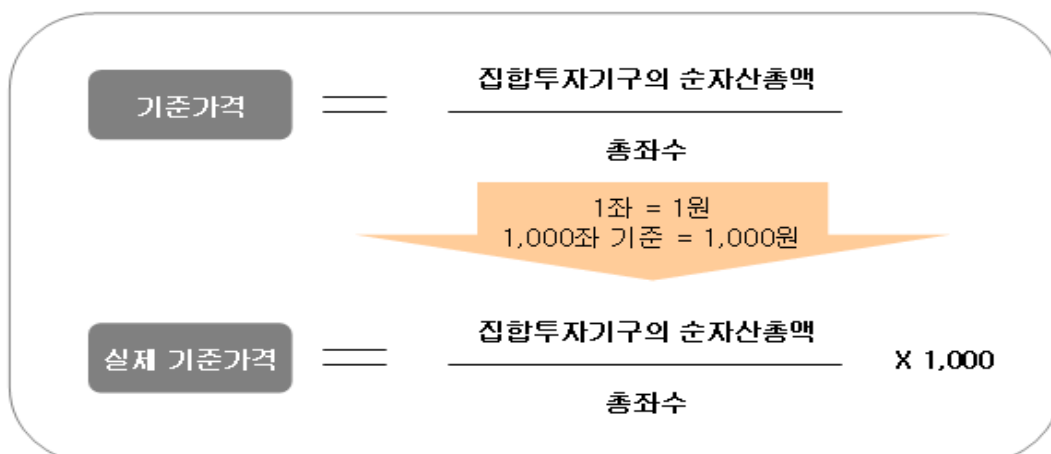 집합투자기구의 순자산총액
기준가격
총좌수
1좌 = 1원
1,000좌 기준 = 1,000원
집합투자기구의 순자산총액
실제 기준가격
X 1,000
총좌수